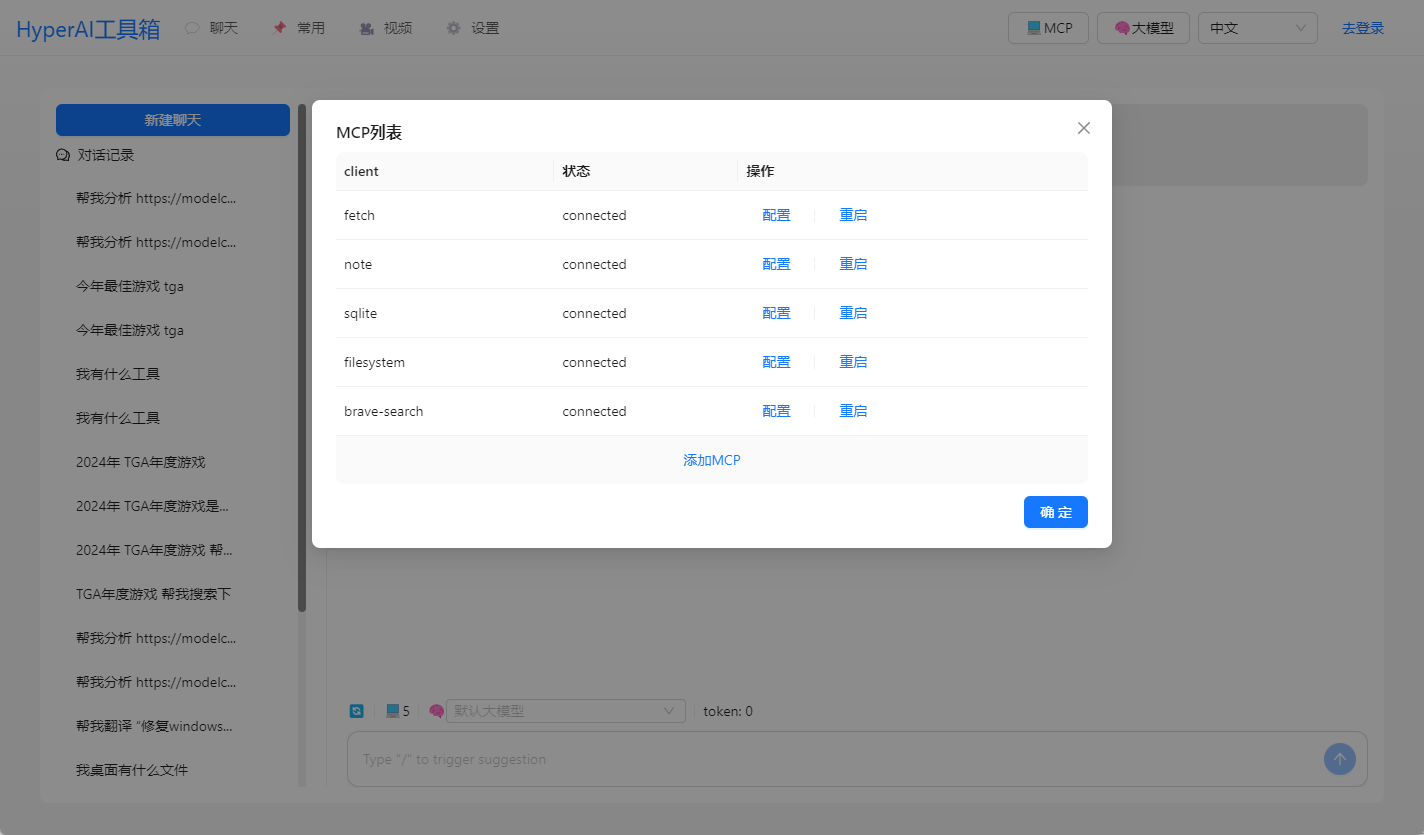 HyperAI工具箱 聊天 常用 视频 设置 MCP 大模型 中文 去登录
新建聊天
对话记录
帮我分析 https://modelc...
帮我分析 https://modelc...
今年最佳游戏 tga
今年最佳游戏 tga
我有什么工具
我有什么工具
2024年 TGA年度游戏
2024年 TGA年度游戏是...
2024年 TGA年度游戏 帮...
TGA年度游戏 帮我搜索下
帮我分析 https://modelc...
帮我分析 https://modelc...
帮我翻译 “修复windows...
我桌面有什么文件
MCP列表
client 状态 操作
fetch connected 配置 重启
note connected 配置 重启
sqlite connected 配置 重启
filesystem connected 配置 重启
brave-search connected 配置 重启
添加MCP
确 定
5 默认大模型 token: 0
Type "/" to trigger suggestion